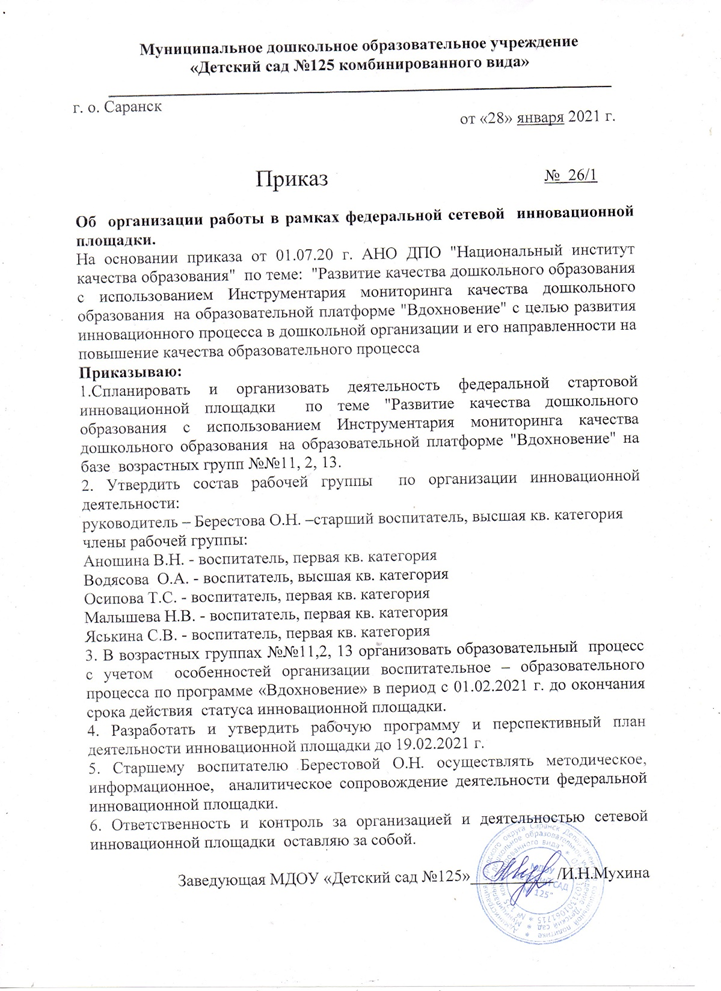 Муниципальное дошкольное образовательное учреждение
«Детский сад №125 комбинированного вида»
г. о. Саранск
от «28» января 2021 г.
Приказ
№ 26/1
Об организации работы в рамках федеральной сетевой инновационной
площадки.
На основании приказа от 01.07.20 г. АНО ДПО "Национальный институт
качества образования" по теме: "Развитие качества дошкольного образования
с использованием Инструментария мониторинга качества дошкольного
образования на образовательной платформе "Вдохновение" с целью развития
инновационного процесса в дошкольной организации и его направленности на
повышение качества образовательного процесса
Приказываю:
1.Спланировать и организовать деятельность федеральной стартовой
инновационной площадки по теме "Развитие качества дошкольного
образования с использованием Инструментария мониторинга качества
дошкольного образования на образовательной платформе "Вдохновение" на
базе возрастных групп №№11, 2, 13.
2. Утвердить состав рабочей группы по организации инновационной
деятельности:
руководитель – Берестова О.Н. –старший воспитатель, высшая кв. категория
члены рабочей группы:
Аношина В.Н. - воспитатель, первая кв. категория
Водясова О.А. - воспитатель, высшая кв. категория
Осипова Т.С. - воспитатель, первая кв. категория
Малышева Н.В. - воспитатель, первая кв. категория
Яськина С.В. - воспитатель, первая кв. категория
3. В возрастных группах №№11,2, 13 организовать образовательный процесс
с учетом особенностей организации воспитательное – образовательного
процесса по программе «Вдохновение» в период с 01.02.2021 г. до окончания
срока действия статуса инновационной площадки.
4. Разработать и утвердить рабочую программу и перспективный план
деятельности инновационной площадки до 19.02.2021 г.
5. Старшему воспитателю Берестовой О.Н. осуществлять методическое,
информационное, аналитическое сопровождение деятельности федеральной
инновационной площадки.
6. Ответственность и контроль за организацией и деятельностью сетевой
инновационной площадки оставляю за собой.
Заведующая МДОУ «Детский сад №125» /И.Н.Мухина